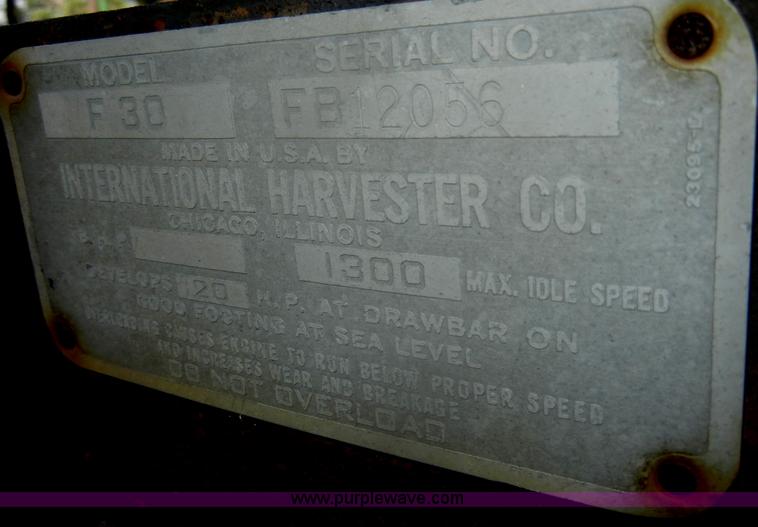 MODEL SERIAL NO.
F 30 FB12056
MADE IN U.S.A. BY
INTERNATIONAL HARVESTER CO.
CHICAGO, ILLINOIS
1300 MAX. IDLE SPEED
DEVELOPS 20 H.P. AT DRAWBAR ON
GOOD FOOTING AT SEA LEVEL
OVERLOADING CAUSES ENGINE TO RUN BELOW PROPER SPEED
AND INCREASES WEAR AND BREAKAGE
DO NOT OVERLOAD
www.purplewave.com